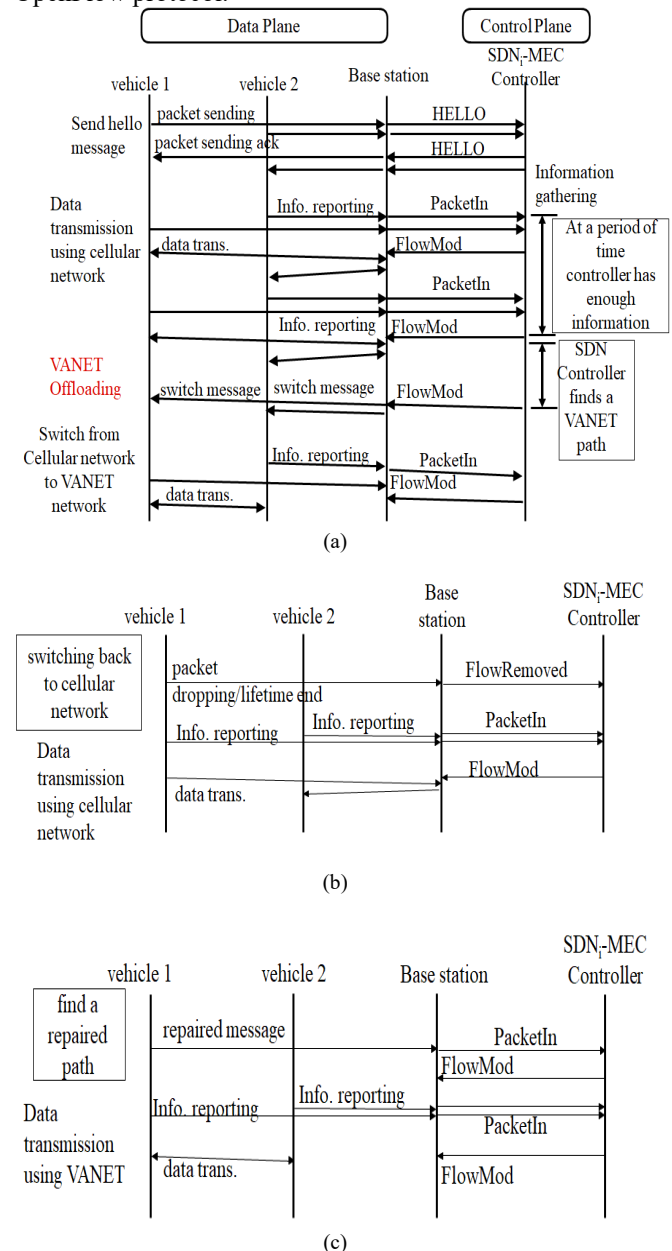 Data Plane
Control Plane
SDNi-MEC
Controller
Base station
vehicle 1
vehicle 2
Send hello
message
packet sending
HELLO
packet sending ack
HELLO
Information
gathering
Data
transmission
using cellular
network
Info. reporting
PacketIn
At a period of
time
controller has
enough
information
data trans.
FlowMod
PacketIn
Info. reporting
FlowMod
SDN
Controller
finds a
VANET
path
VANET
Offloading
switch message
switch message
FlowMod
Switch from
Cellular network
to VANET
network
Info. reporting
PacketIn
FlowMod
data trans.
(a)
vehicle 1
vehicle 2
Base
station
SDNi-MEC
Controller
switching back
to cellular
network
packet
dropping/lifetime end
FlowRemoved
Info. reporting
Info. reporting
PacketIn
Data
transmission
using cellular
network
FlowMod
data trans.
(b)
vehicle 1
vehicle 2
Base station
SDNi-MEC
Controller
find a
repaired
path
repaired message
PacketIn
FlowMod
Info. reporting
Info. reporting
PacketIn
Data
transmission
using VANET
data trans.
FlowMod
(c)